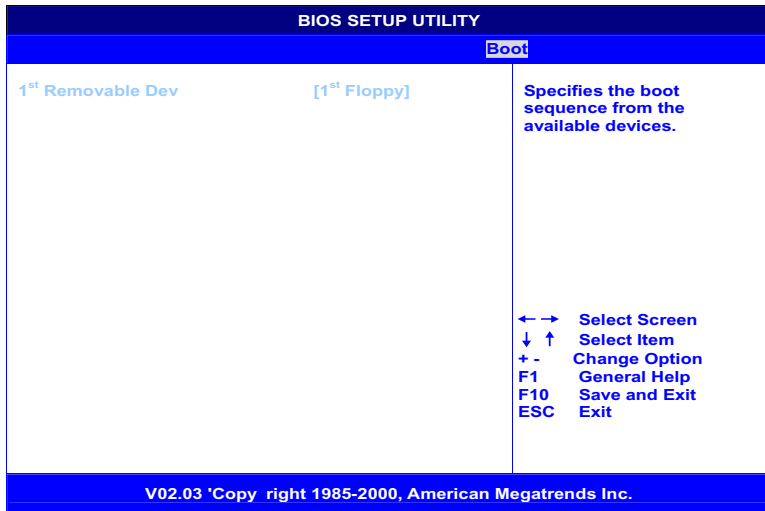 BIOS SETUP UTILITY
Boot
1st Removable Dev [1st Floppy]
Specifies the boot
sequence from the
available devices.
←→ Select Screen
↓ ↑ Select Item
+ - Change Option
F1 General Help
F10 Save and Exit
ESC Exit
V02.03 'Copy right 1985-2000, American Megatrends Inc.